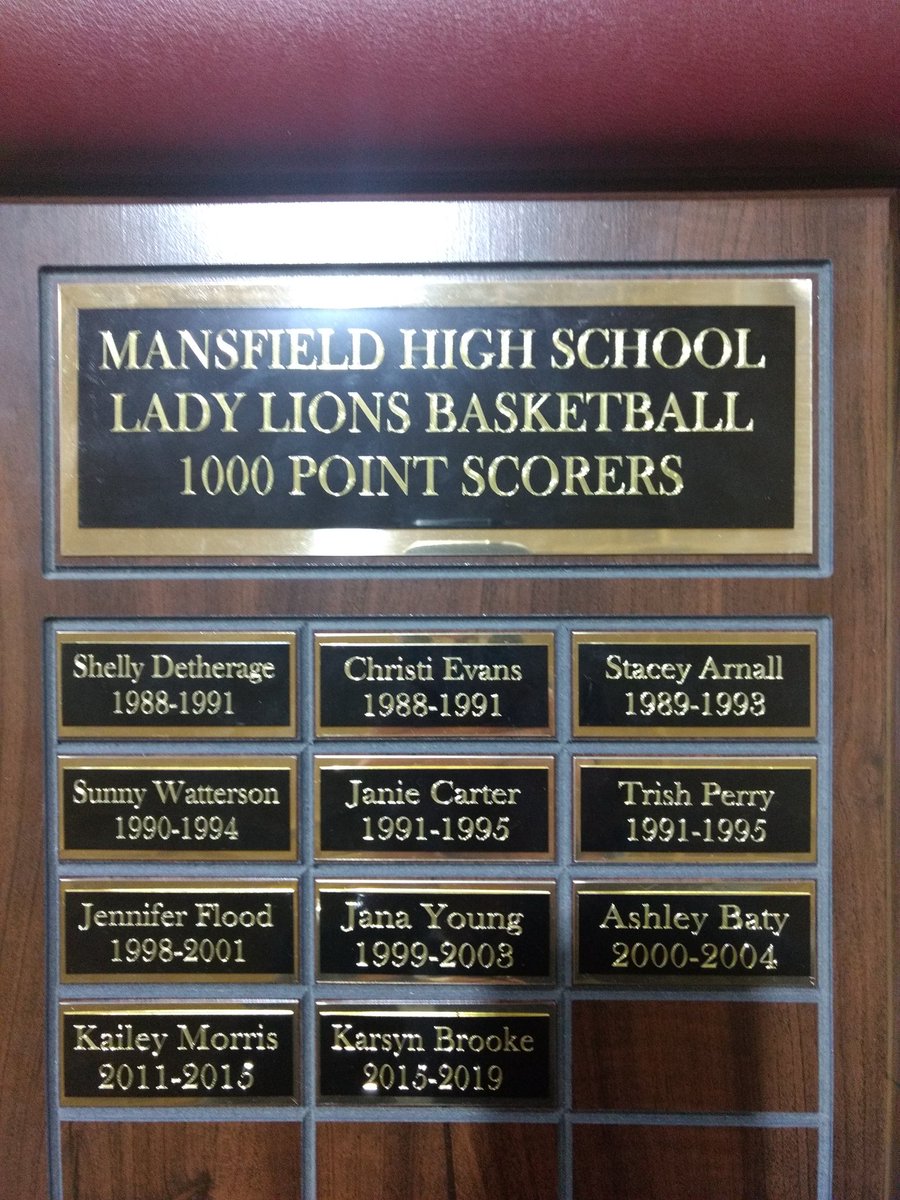 MANSFIELD HIGH SCHOOL
LADY LIONS BASKETBALL
1000 POINT SCORERS
Shelly Detherage
1988-1991
Christi Evans
1988-1991
Stacey Arnall
1989-1993
Sunny Watterson
1990-1994
Janie Carter
1991-1995
Trish Perry
1991-1995
Jennifer Flood
1998-2001
Jana Young
1999-2003
Ashley Baty
2000-2004
Kailey Morris
2011-2015
Karsyn Brooke
2015-2019